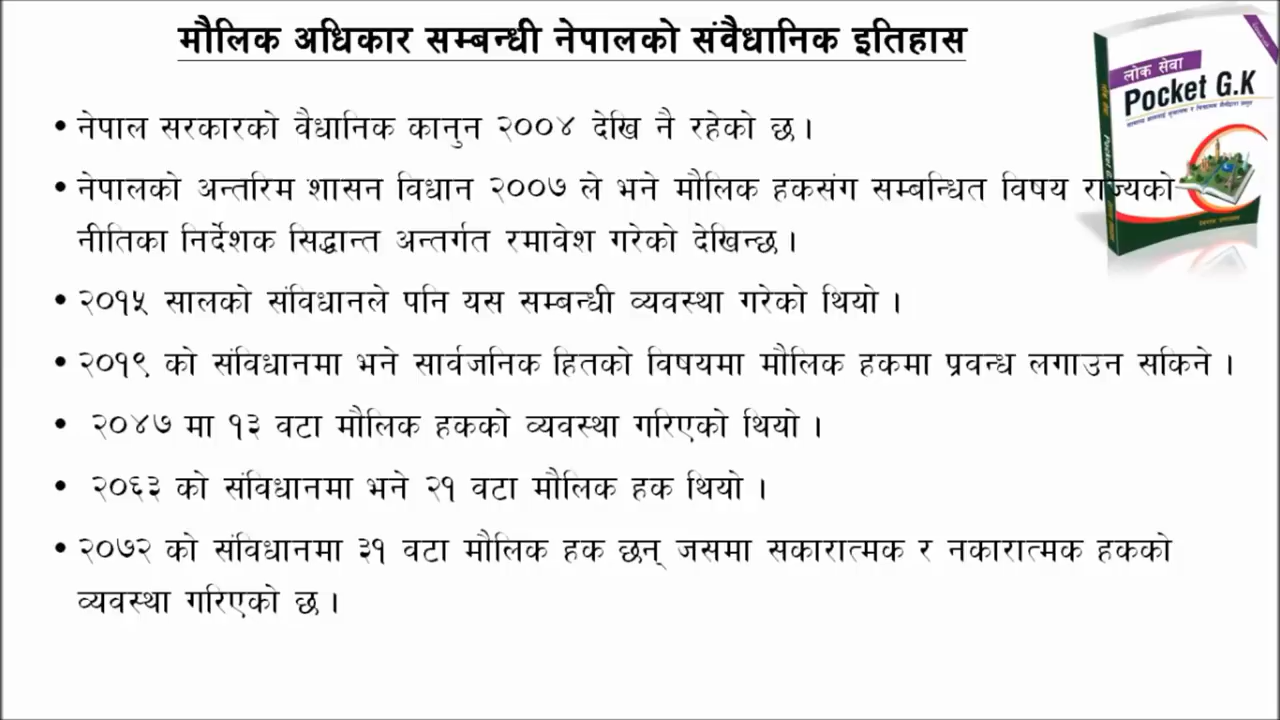 मौलिक अधिकार सम्बन्धी नेपालको संवैधानिक इतिहास
लोक सेवा
Pocket G.K
• नेपाल सरकारको वैधानिक कानुन २००४ देखि नै रहेको छ ।
• नेपालको अन्तरिम शासन विधान २००७ ले भने मौलिक हकसंग सम्बन्धित विषय राज्यको
नीतिका निर्देशक सिद्धान्त अन्तर्गत रमावेश गरेको देखिन्छ ।
• २०१५ सालको संविधानले पनि यस सम्बन्धी व्यवस्था गरेको थियो ।
• २०१९ को संविधानमा भने सार्वजनिक हितको विषयमा मौलिक हकमा प्रवन्ध लगाउन सकिने ।
• २०४७ मा १३ वटा मौलिक हकको व्यवस्था गरिएको थियो ।
• २०६३ को संविधानमा भने २१ वटा मौलिक हक थियो ।
• २०७२ को संविधानमा ३१ वटा मौलिक हक छन् जसमा सकारात्मक र नकारात्मक हकको
व्यवस्था गरिएको छ ।